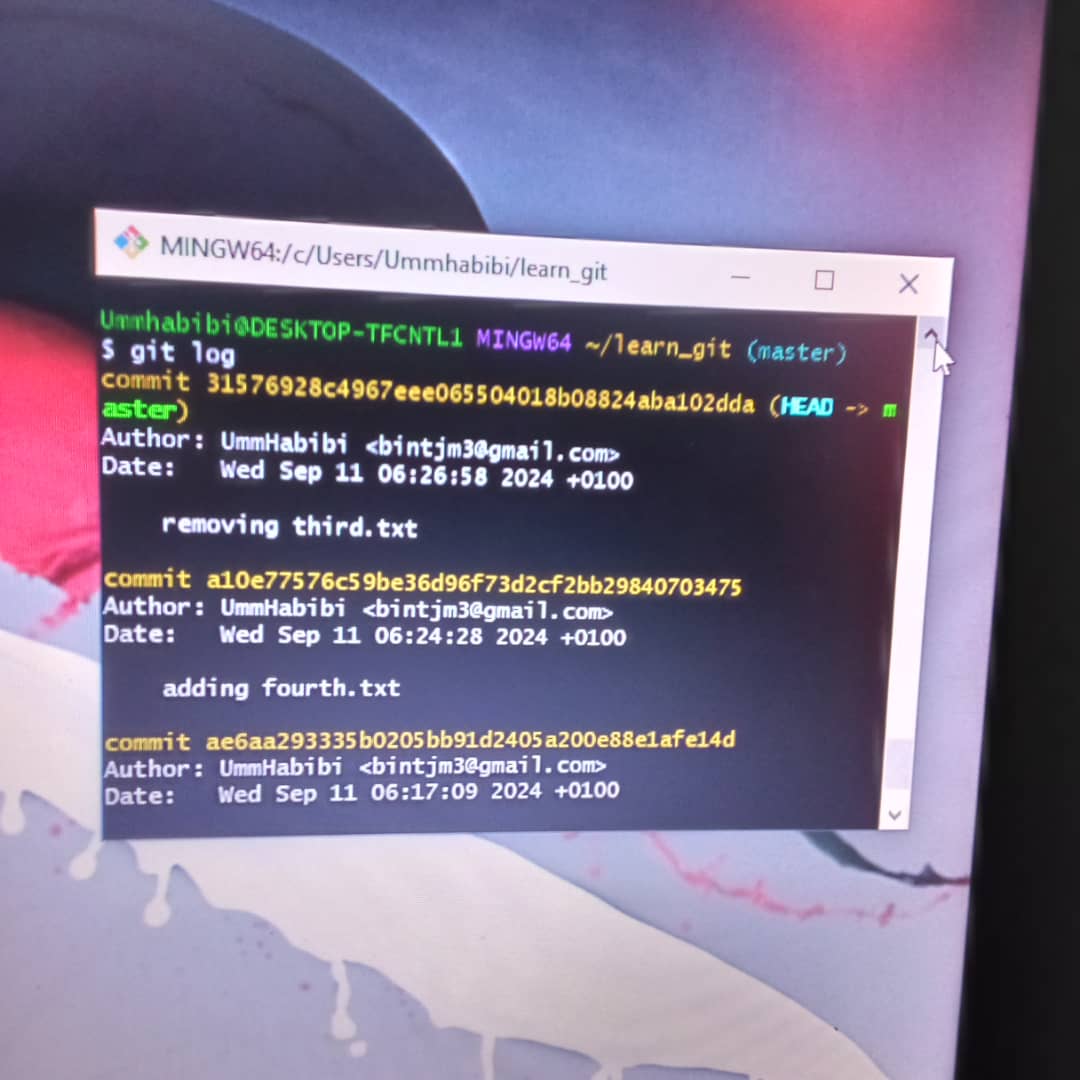 MINGW64:/c/Users/Ummhabibi/learn_git
Ummhabibi@DESKTOP-TFCNTL1 MINGW64 ~/learn_git (master)
$ git log
commit 31576928c4967eee065504018b08824aba102dda (HEAD -> m
aster)
Author: UmmHabibi <bintjm3@gmail.com>
Date:   Wed Sep 11 06:26:58 2024 +0100
removing third.txt
commit a10e77576c59be36d96f73d2cf2bb29840703475
Author: UmmHabibi <bintjm3@gmail.com>
Date:   Wed Sep 11 06:24:28 2024 +0100
adding fourth.txt
commit ae6aa293335b0205bb91d2405a200e88e1afe14d
Author: UmmHabibi <bintjm3@gmail.com>
Date:   Wed Sep 11 06:17:09 2024 +0100